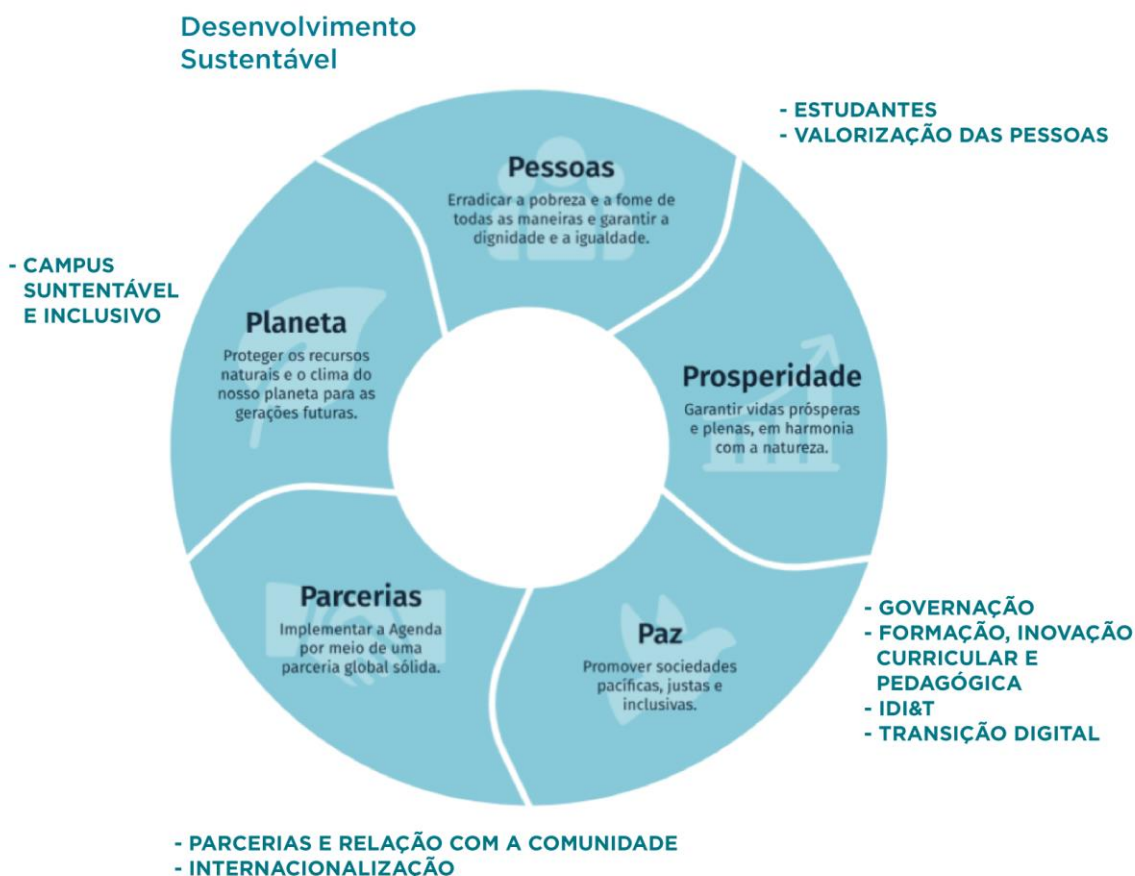 Desenvolvimento
Sustentável
- ESTUDANTES
- VALORIZAÇÃO DAS PESSOAS
Pessoas
Erradicar a pobreza e a fome de
todas as maneiras e garantir a
dignidade e a igualdade.
- CAMPUS
SUNTENTÁVEL
E INCLUSIVO
Planeta
Proteger os recursos
naturais e o clima do
nosso planeta para as
gerações futuras.
Prosperidade
Garantir vidas prósperas
e plenas, em harmonia
com a natureza.
Parcerias
Implementar a Agenda
por meio de uma
parceria global sólida.
Paz
Promover sociedades
pacíficas, justas e
inclusivas.
- GOVERNAÇÃO
- FORMAÇÃO, INOVAÇÃO
CURRICULAR E
PEDAGÓGICA
- IDI&T
- TRANSIÇÃO DIGITAL
- PARCERIAS E RELAÇÃO COM A COMUNIDADE
- INTERNACIONALIZAÇÃO